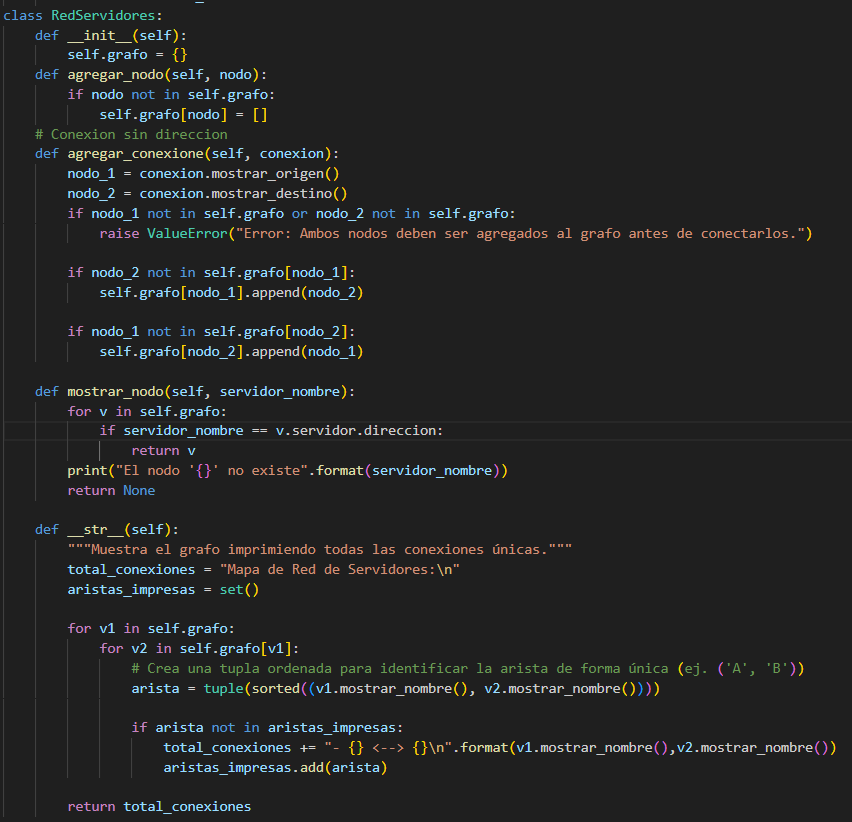 class RedServidores:
    def __init__(self):
        self.grafo = {}
    def agregar_nodo(self, nodo):
        if nodo not in self.grafo:
            self.grafo[nodo] = []
    # Conexion sin direccion
    def agregar_conexione(self, conexion):
        nodo_1 = conexion.mostrar_origen()
        nodo_2 = conexion.mostrar_destino()
        if nodo_1 not in self.grafo or nodo_2 not in self.grafo:
            raise ValueError("Error: Ambos nodos deben ser agregados al grafo antes de conectarlos.")

        if nodo_2 not in self.grafo[nodo_1]:
            self.grafo[nodo_1].append(nodo_2)

        if nodo_1 not in self.grafo[nodo_2]:
            self.grafo[nodo_2].append(nodo_1)

    def mostrar_nodo(self, servidor_nombre):
        for v in self.grafo:
            if servidor_nombre == v.servidor.direccion:
                return v
        print("El nodo '{}' no existe".format(servidor_nombre))
        return None

    def __str__(self):
        """Muestra el grafo imprimiendo todas las conexiones únicas."""
        total_conexiones = "Mapa de Red de Servidores:\n"
        aristas_impresas = set()

        for v1 in self.grafo:
            for v2 in self.grafo[v1]:
                # Crea una tupla ordenada para identificar la arista de forma única (ej. ('A', 'B'))
                arista = tuple(sorted((v1.mostrar_nombre(), v2.mostrar_nombre())))

                if arista not in aristas_impresas:
                    total_conexiones += "- {} <--> {}\n".format(v1.mostrar_nombre(),v2.mostrar_nombre())
                    aristas_impresas.add(arista)

        return total_conexiones